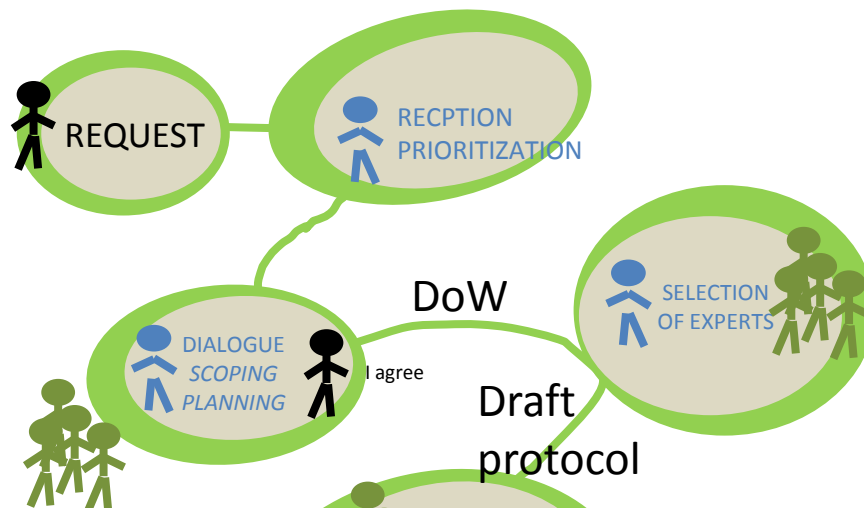 REQUEST
RECPTION
PRIORITIZATION
DoW
SELECTION
OF EXPERTS
DIALOGUE
SCOPING
PLANNING
I agree
Draft
protocol